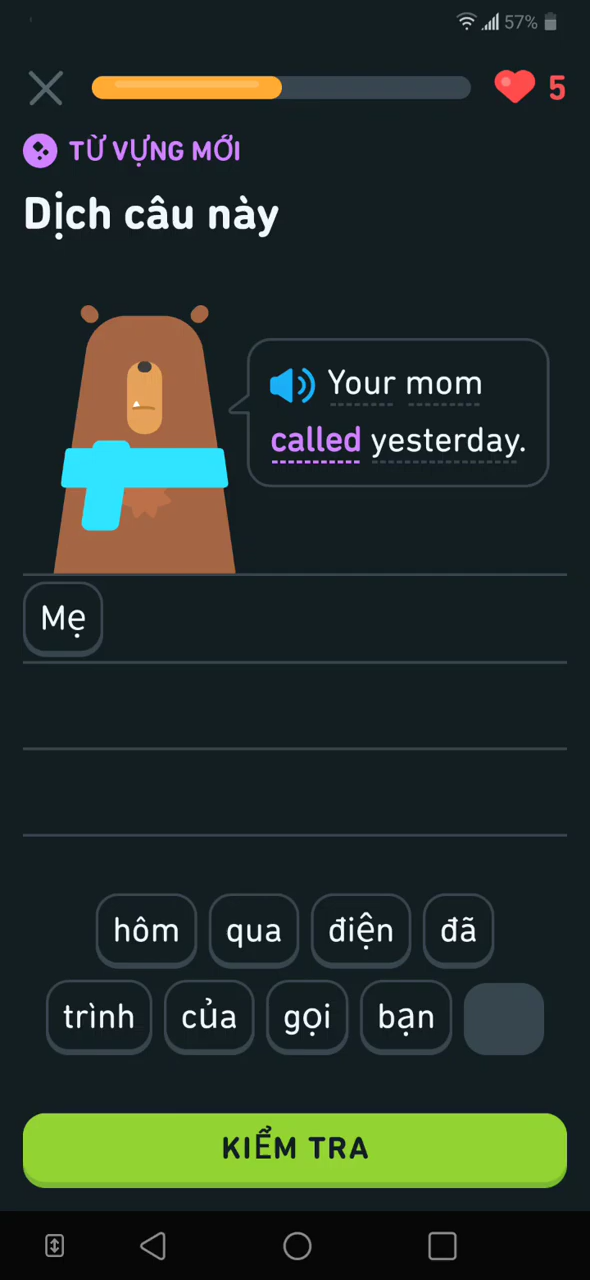 57%
5
TỪ VỰNG MỚI
Dịch câu này
Your mom
called yesterday.
Mẹ
hôm qua điện đã
trình của gọi bạn
KIỂM TRA